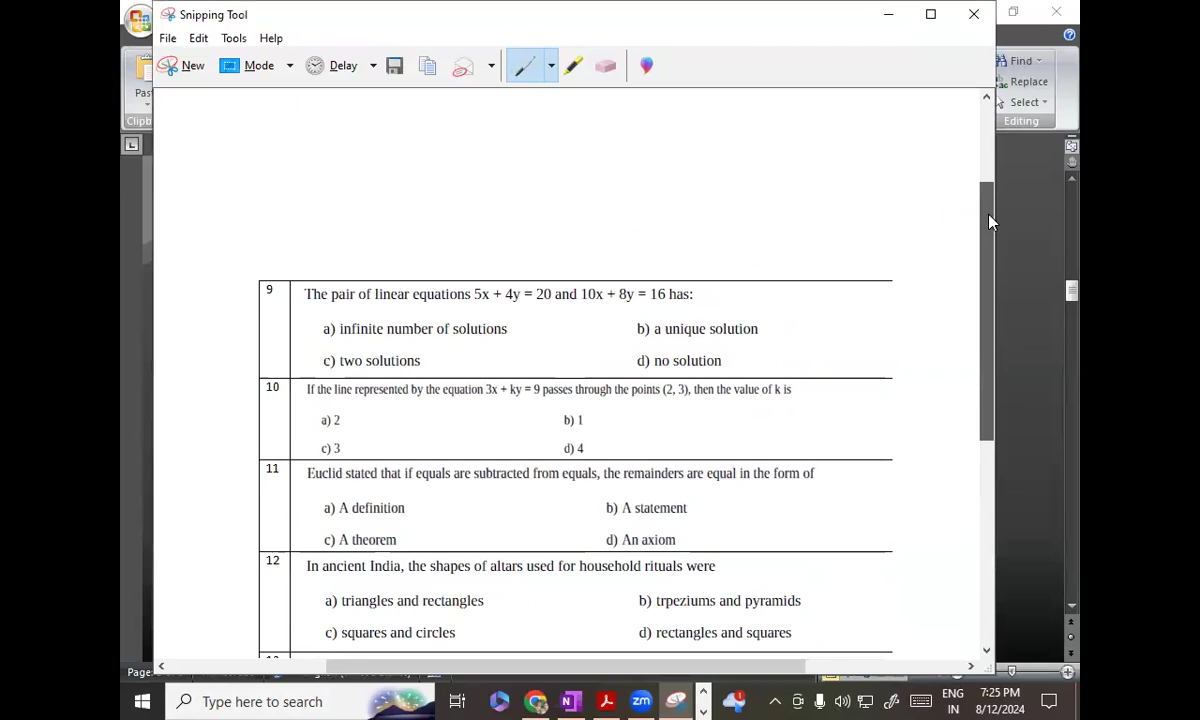 Snipping Tool
File Edit Tools Help
New Mode Delay
Find
Replace
Select
Editing
9 The pair of linear equations 5x + 4y = 20 and 10x + 8y = 16 has:
a) infinite number of solutions b) a unique solution
c) two solutions d) no solution
10 If the line represented by the equation 3x + ky = 9 passes through the points (2, 3), then the value of k is
a) 2 b) 1
c) 3 d) 4
11 Euclid stated that if equals are subtracted from equals, the remainders are equal in the form of
a) A definition b) A statement
c) A theorem d) An axiom
12 In ancient India, the shapes of altars used for household rituals were
a) triangles and rectangles b) trpeziums and pyramids
c) squares and circles d) rectangles and squares
Type here to search
ENG
IN
7:25 PM
8/12/2024